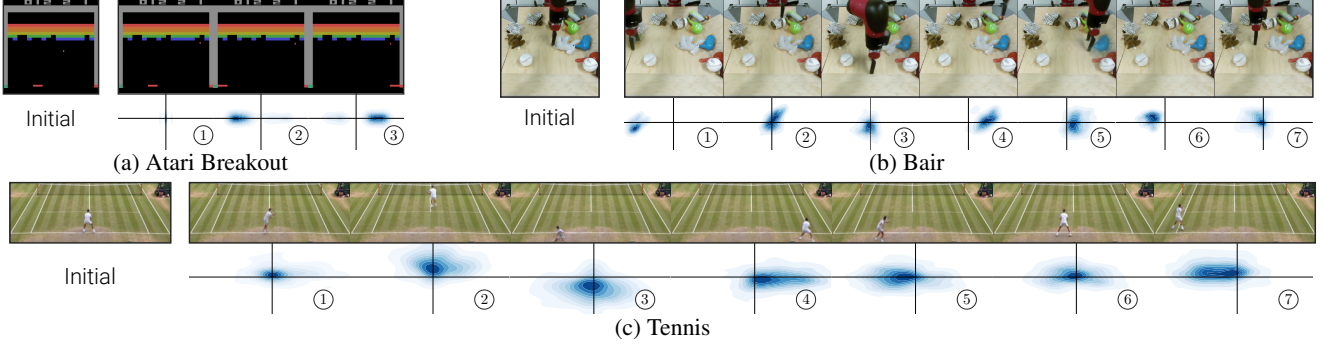 Initial
① ② ③
(a) Atari Breakout
Initial
① ② ③ ④ ⑤ ⑥ ⑦
(b) Bair
Initial
① ② ③ ④ ⑤ ⑥ ⑦
(c) Tennis